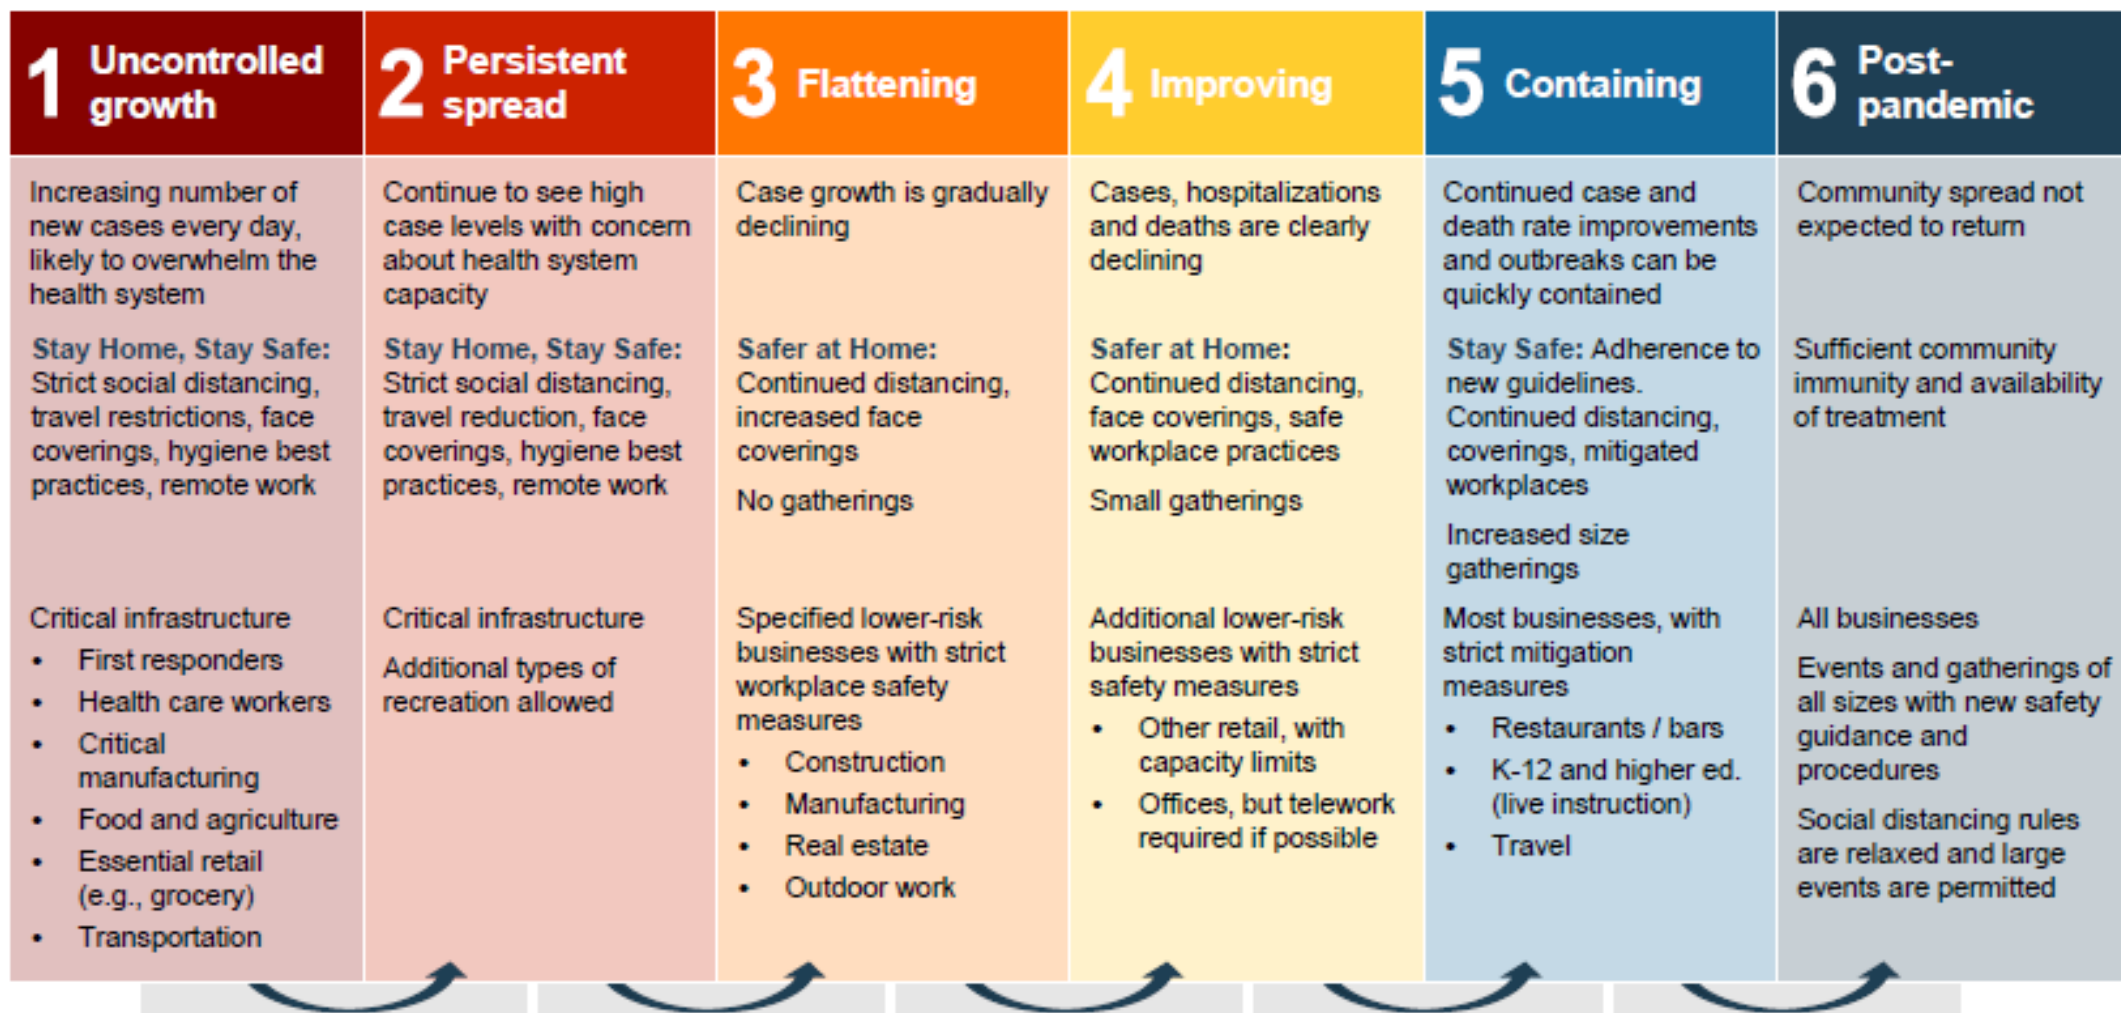 1 Uncontrolled
growth
2 Persistent
spread
3 Flattening
4 Improving
5 Containing
6 Post-
pandemic
Increasing number of
new cases every day,
likely to overwhelm the
health system
Stay Home, Stay Safe:
Strict social distancing,
travel restrictions, face
coverings, hygiene best
practices, remote work
Critical infrastructure
• First responders
• Health care workers
• Critical
manufacturing
• Food and agriculture
• Essential retail
(e.g., grocery)
• Transportation
Continue to see high
case levels with concern
about health system
capacity
Stay Home, Stay Safe:
Strict social distancing,
travel reduction, face
coverings, hygiene best
practices, remote work
Critical infrastructure
Additional types of
recreation allowed
Case growth is gradually
declining
Safer at Home:
Continued distancing,
increased face
coverings
No gatherings
Specified lower-risk
businesses with strict
workplace safety
measures
• Construction
• Manufacturing
• Real estate
• Outdoor work
Cases, hospitalizations
and deaths are clearly
declining
Safer at Home:
Continued distancing,
face coverings, safe
workplace practices
Small gatherings
Additional lower-risk
businesses with strict
safety measures
• Other retail, with
capacity limits
• Offices, but telework
required if possible
Continued case and
death rate improvements
and outbreaks can be
quickly contained
Stay Safe: Adherence to
new guidelines.
Continued distancing,
coverings, mitigated
workplaces
Increased size
gatherings
Most businesses, with
strict mitigation
measures
• Restaurants / bars
• K-12 and higher ed.
(live instruction)
• Travel
Community spread not
expected to return
Sufficient community
immunity and availability
of treatment
All businesses
Events and gatherings of
all sizes with new safety
guidance and
procedures
Social distancing rules
are relaxed and large
events are permitted